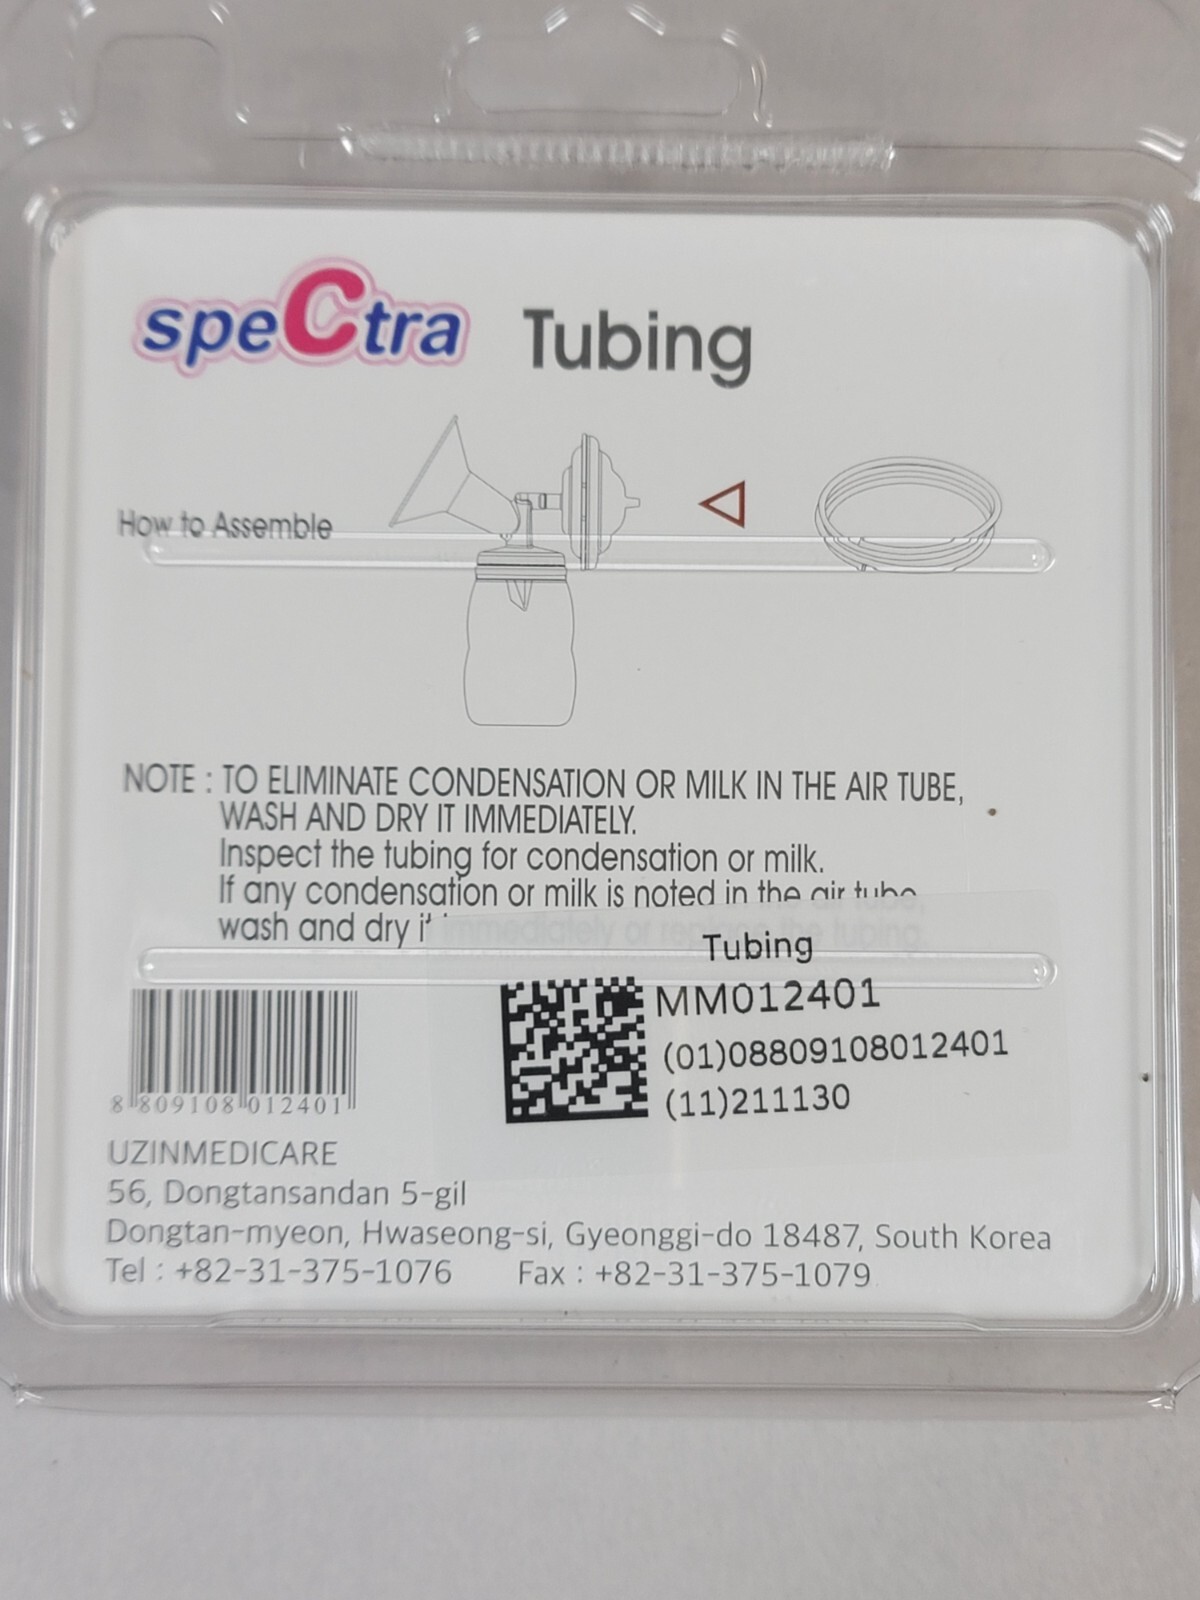 speCtra Tubing
How to Assemble
NOTE : TO ELIMINATE CONDENSATION OR MILK IN THE AIR TUBE,
WASH AND DRY IT IMMEDIATELY.
Inspect the tubing for condensation or milk.
If any condensation or milk is noted in the air tube,
wash and dry it immediately or replace the tubing.
Tubing
MM012401
(01)08809108012401
(11)211130
8 809108 012401
UZINMEDICARE
56, Dongtansandan 5-gil
Dongtan-myeon, Hwaseong-si, Gyeonggi-do 18487, South Korea
Tel : +82-31-375-1076 Fax : +82-31-375-1079